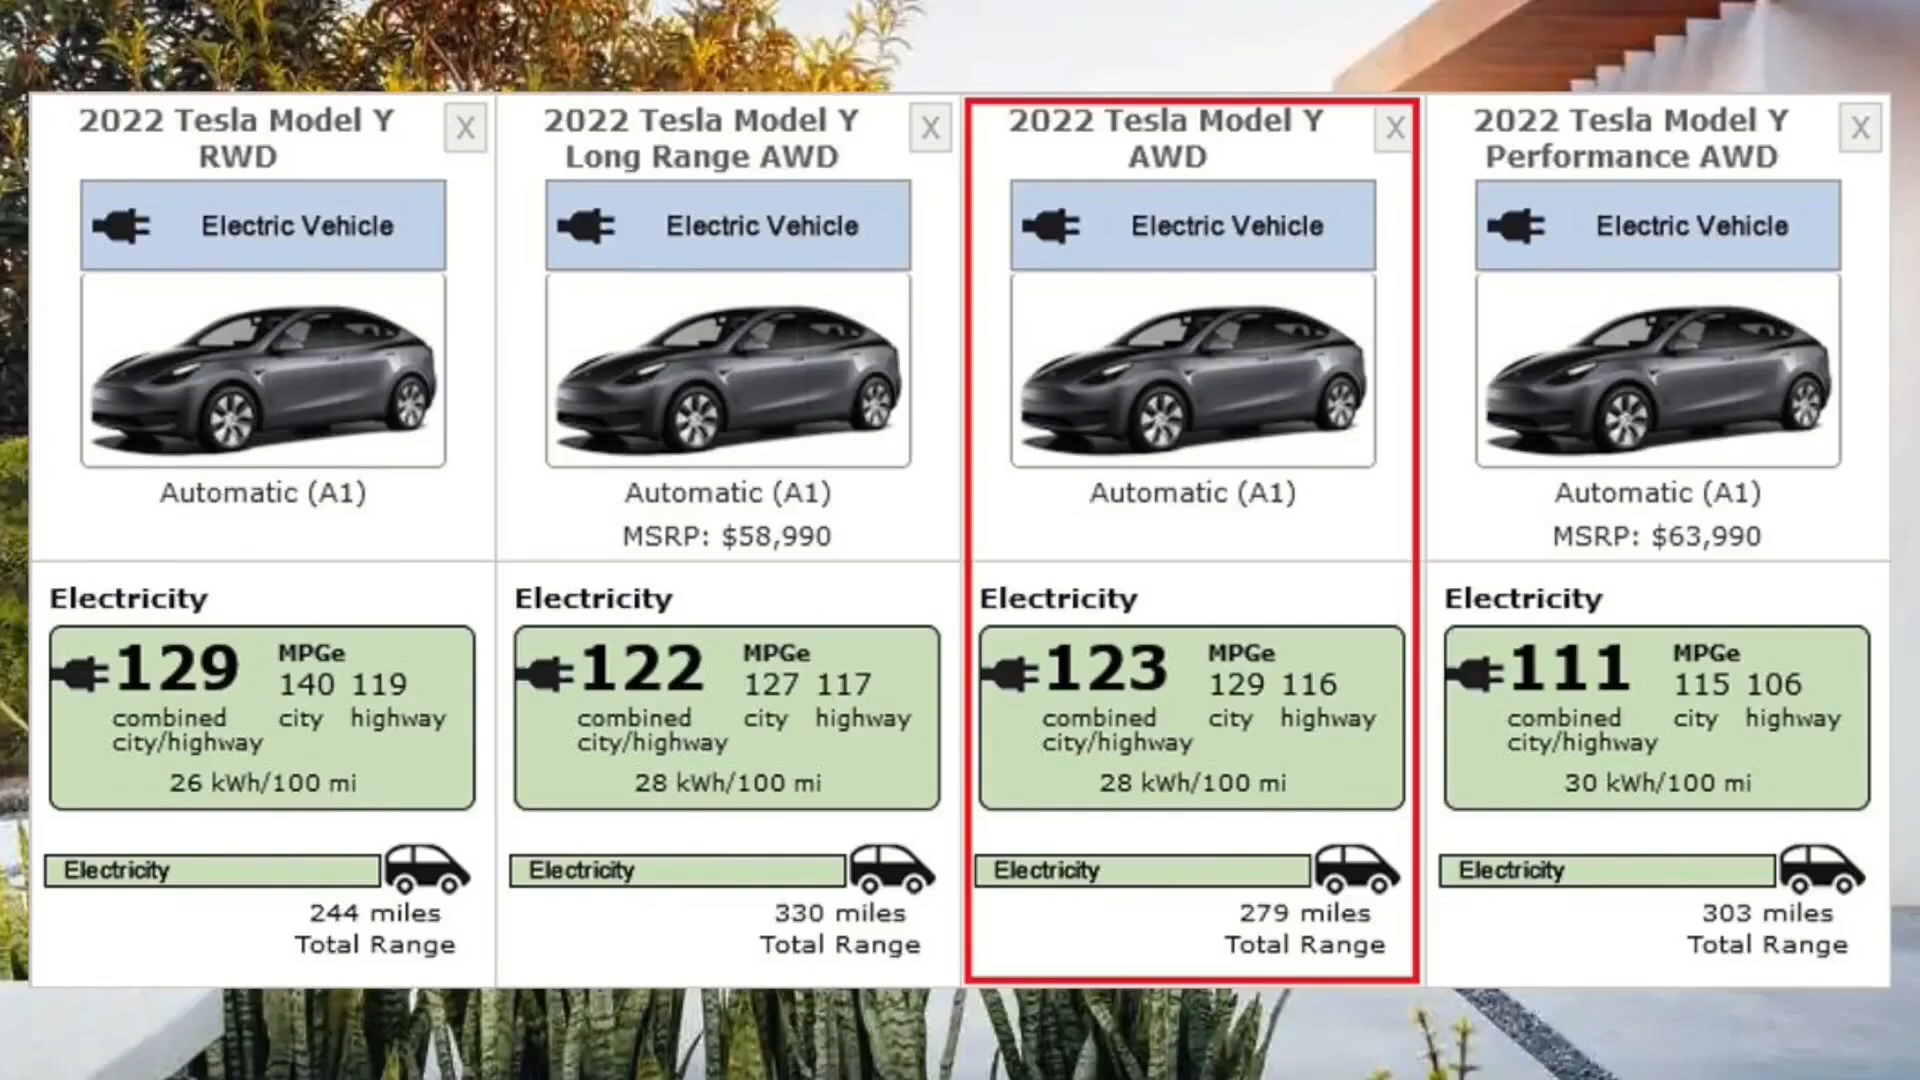 2022 Tesla Model Y
RWD
X
Electric Vehicle
Automatic (A1)
Electricity
129
MPGe
140 119
combined city highway
city/highway
26 kWh/100 mi
Electricity
244 miles
Total Range
2022 Tesla Model Y
Long Range AWD
X
Electric Vehicle
Automatic (A1)
MSRP: $58,990
Electricity
122
MPGe
127 117
combined city highway
city/highway
28 kWh/100 mi
Electricity
330 miles
Total Range
2022 Tesla Model Y
AWD
X
Electric Vehicle
Automatic (A1)
Electricity
123
MPGe
129 116
combined city highway
city/highway
28 kWh/100 mi
Electricity
279 miles
Total Range
2022 Tesla Model Y
Performance AWD
X
Electric Vehicle
Automatic (A1)
MSRP: $63,990
Electricity
111
MPGe
115 106
combined city highway
city/highway
30 kWh/100 mi
Electricity
303 miles
Total Range